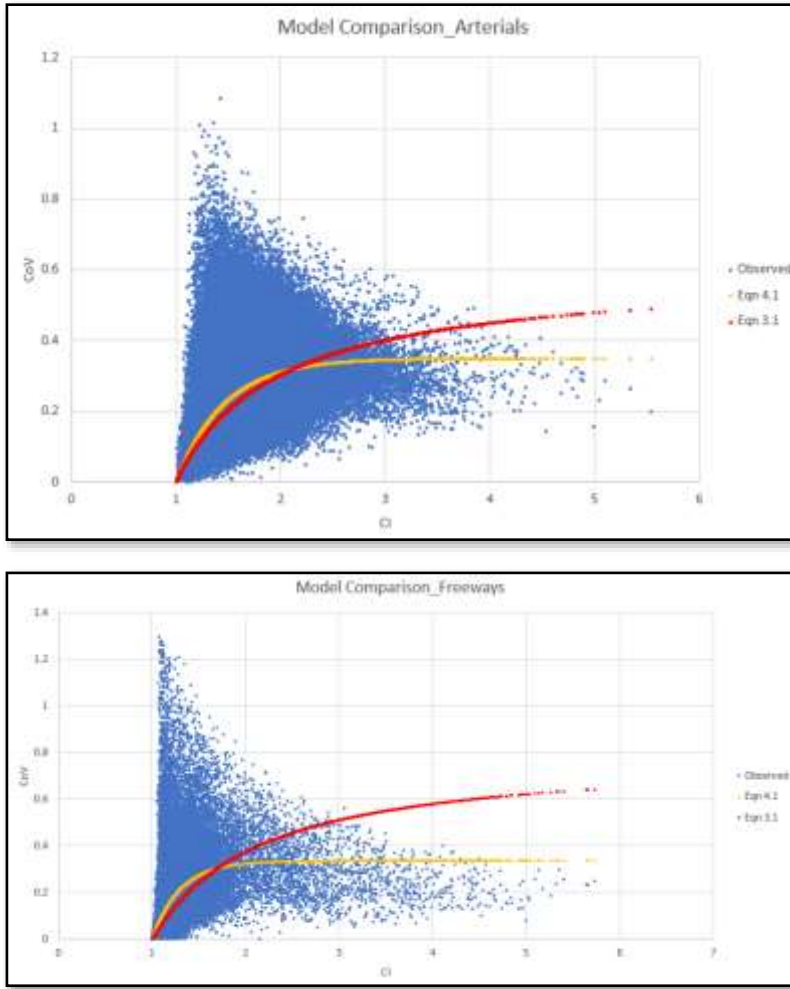 Model Comparison_Arterials
1.2
1
0.8
0.6
0.4
0.2
0
CoV
0 1 2 3 4 5 6
CI
Observed
Eqn 4.1
Eqn 3.1
Model Comparison_Freeways
1.4
1.2
1
0.8
0.6
0.4
0.2
0
CoV
0 1 2 3 4 5 6 7
CI
Observed
Eqn 4.1
Eqn 3.1